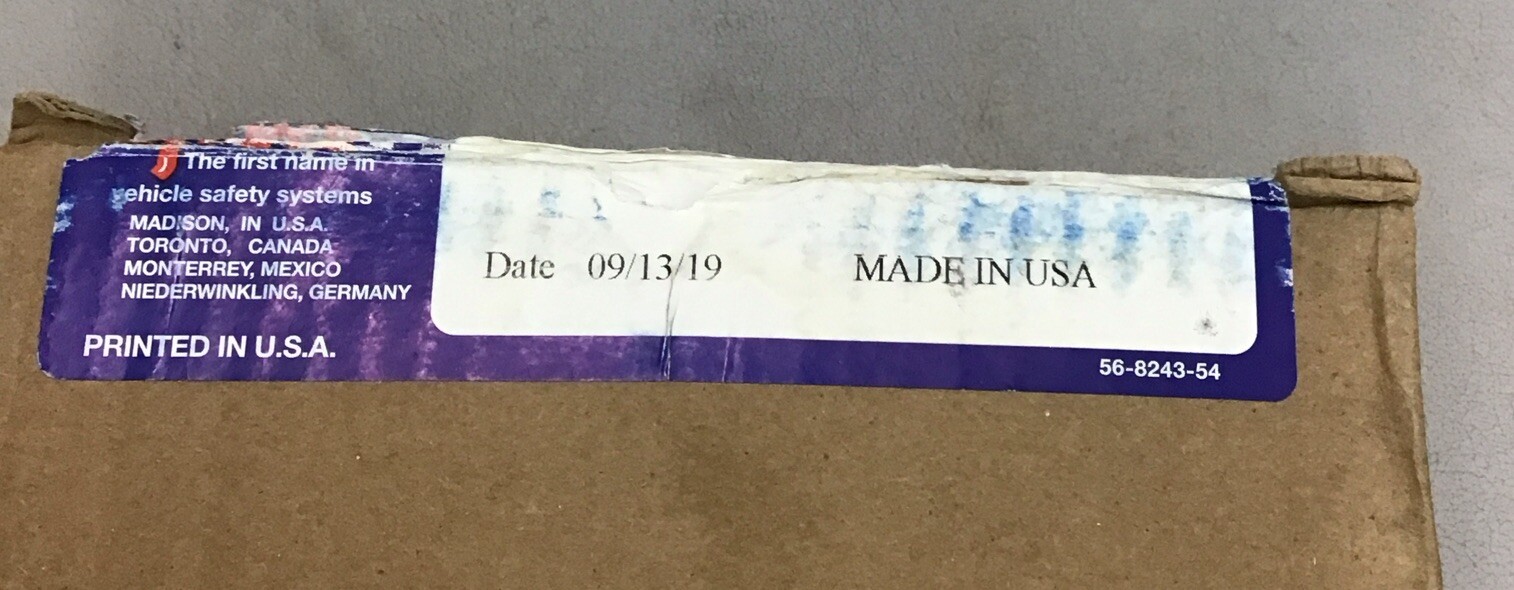 The first name in
vehicle safety systems
MADISON, IN U.S.A.
TORONTO, CANADA
MONTERREY, MEXICO
NIEDERWINKLING, GERMANY
PRINTED IN U.S.A.
Date 09/13/19 MADE IN USA
56-8243-54